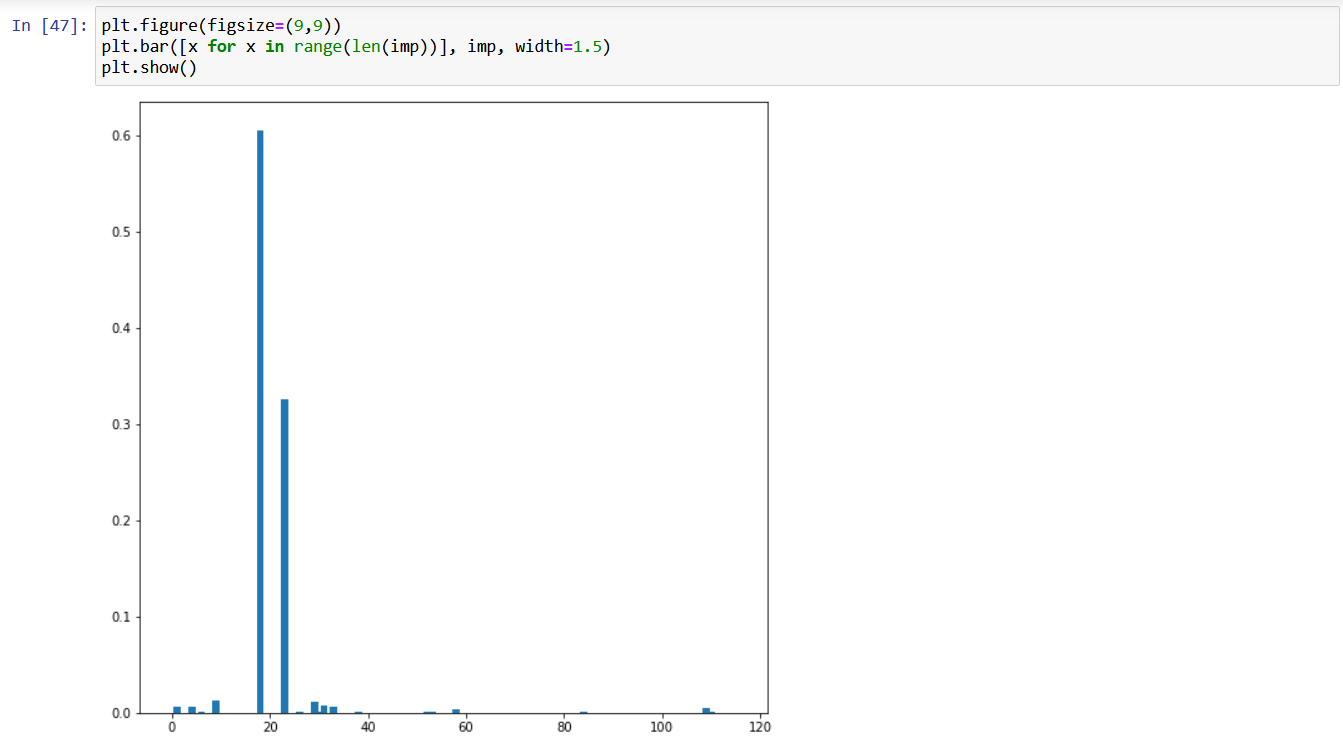 In [47]: plt.figure(figsize=(9,9))
plt.bar([x for x in range(len(imp))], imp, width=1.5)
plt.show()
0.6
0.5
0.4
0.3
0.2
0.1
0.0
0 20 40 60 80 100 120